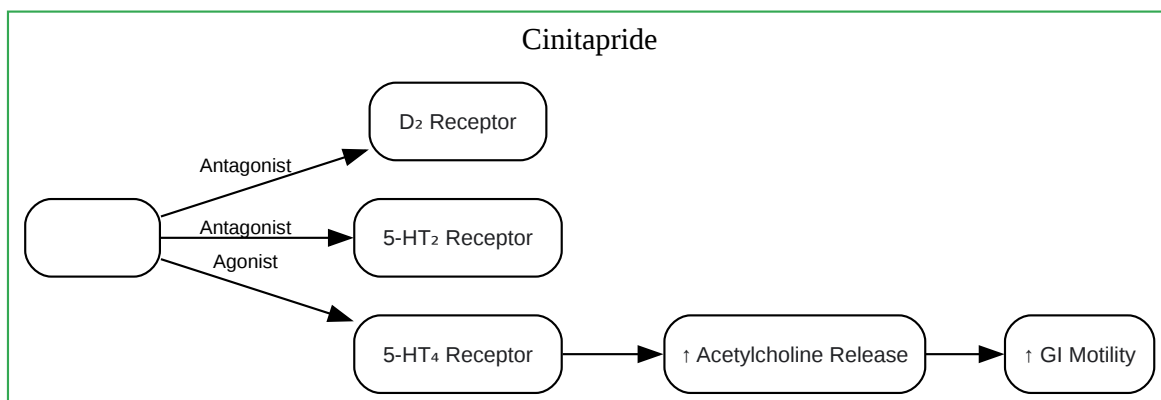 Cinitapride
D₂ Receptor
Antagonist
Antagonist
5-HT₂ Receptor
Agonist
5-HT₄ Receptor
↑ Acetylcholine Release
↑ GI Motility